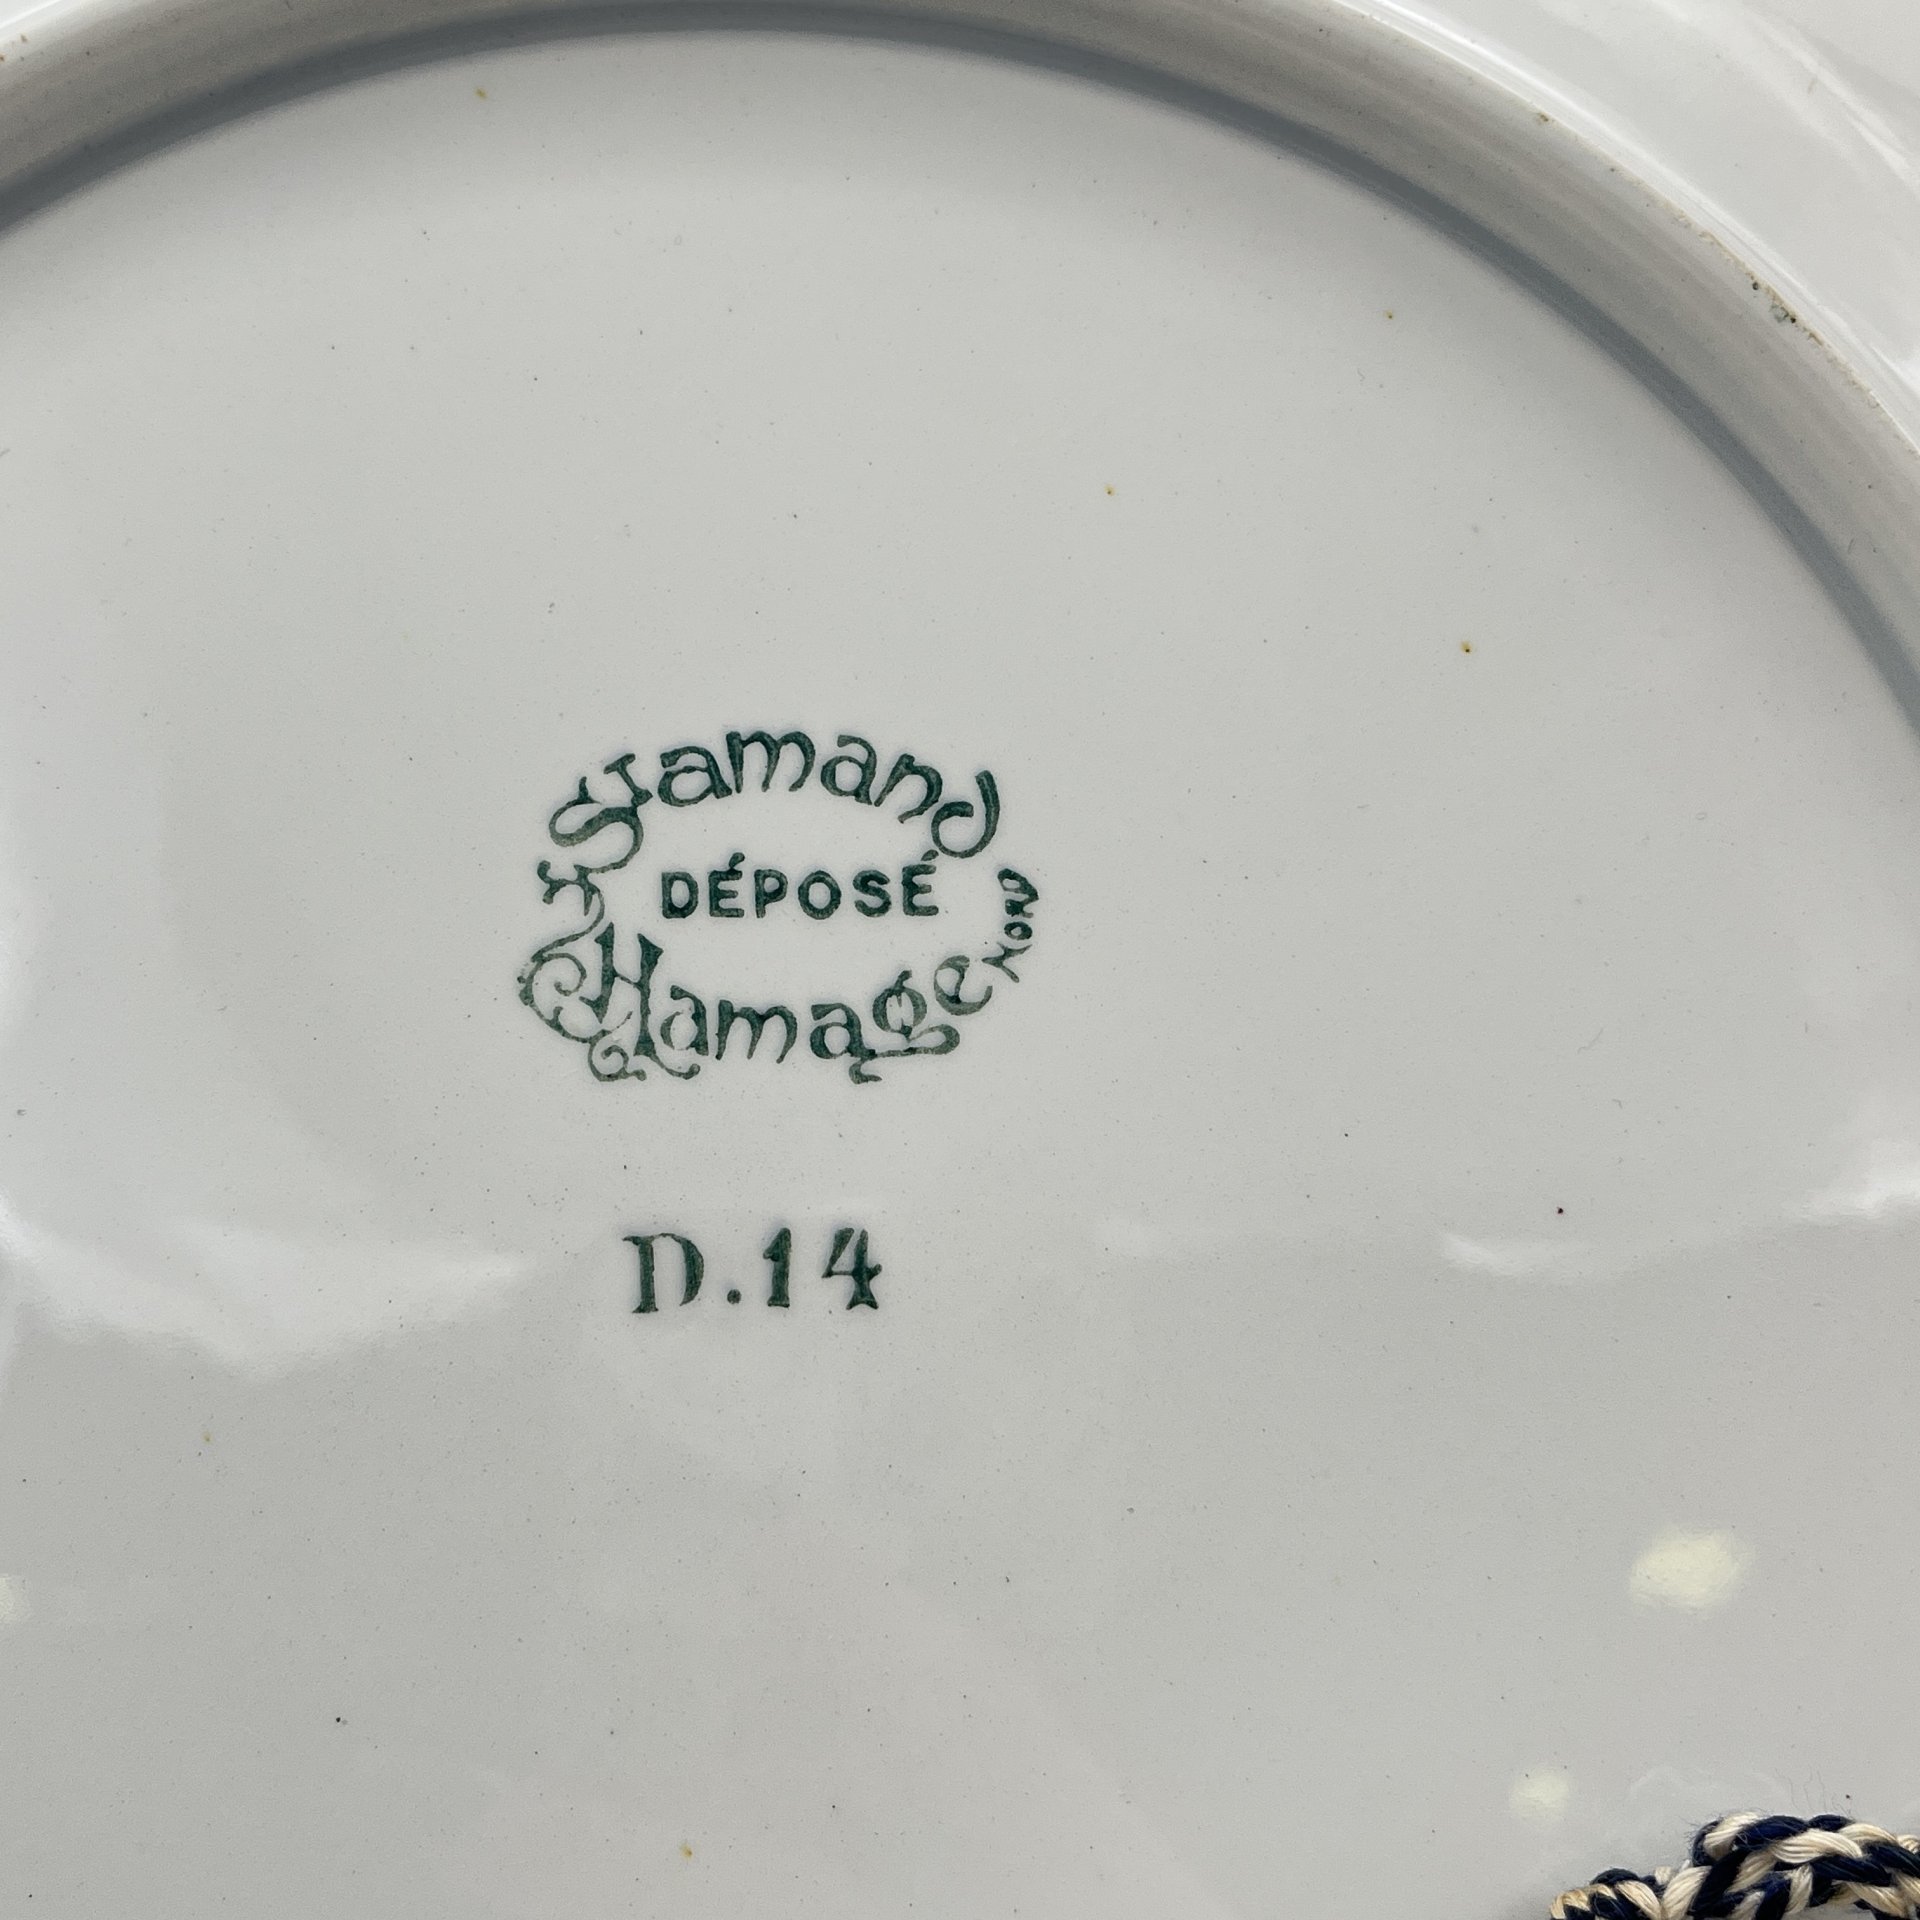 St Amand
DÉPOSÉ
& Hamage NORD
D.14